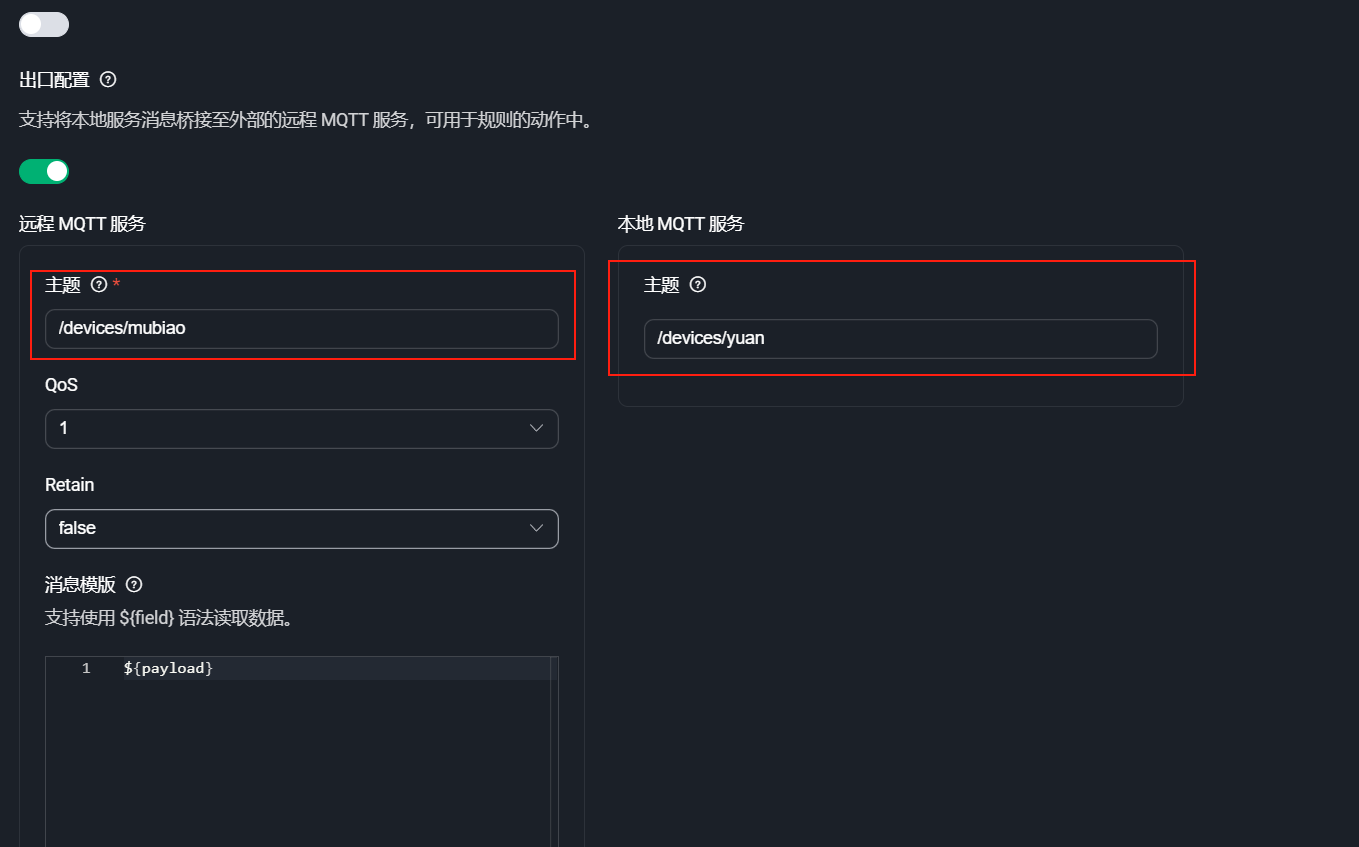 出口配置
支持将本地服务消息桥接至外部的远程 MQTT 服务，可用于规则的动作中。
远程 MQTT 服务
本地 MQTT 服务
主题 *
主题
/devices/mubiao
/devices/yuan
QoS
1
Retain
false
消息模版
支持使用 ${field} 语法读取数据。
1 ${payload}